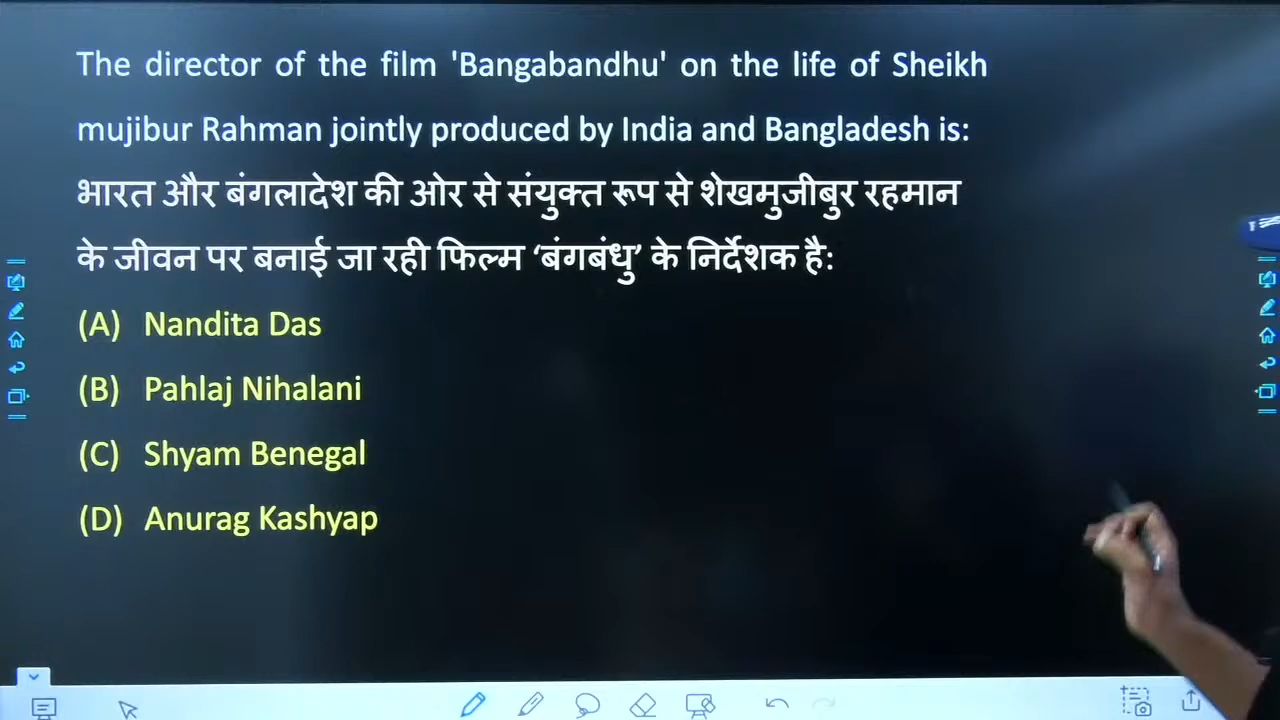 The director of the film 'Bangabandhu' on the life of Sheikh
mujibur Rahman jointly produced by India and Bangladesh is:
भारत और बंगलादेश की ओर से संयुक्त रूप से शेखमुजीबुर रहमान
के जीवन पर बनाई जा रही फिल्म ‘बंगबंधु’ के निर्देशक है:
(A) Nandita Das
(B) Pahlaj Nihalani
(C) Shyam Benegal
(D) Anurag Kashyap